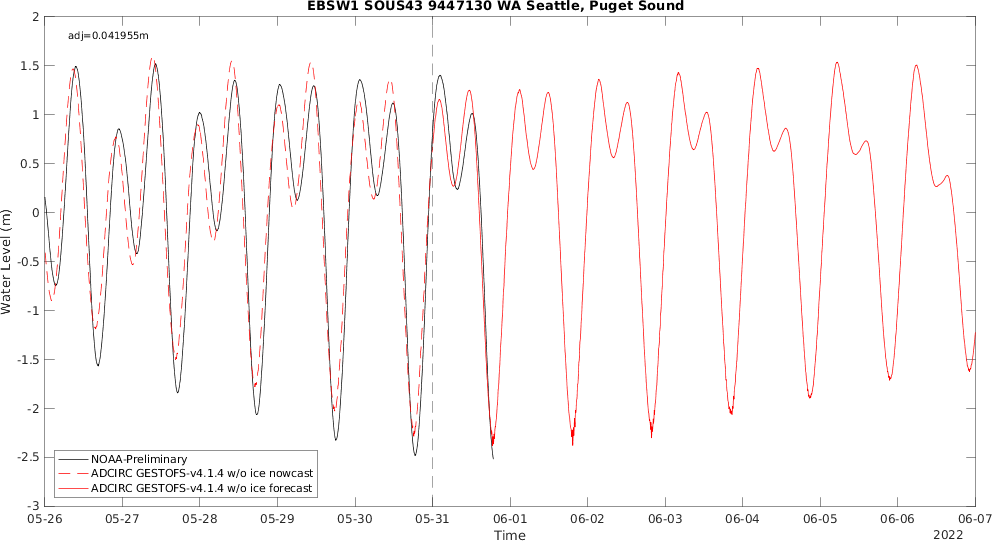 EBSW1 SOUS43 9447130 WA Seattle, Puget Sound
adj=0.041955m
2
1.5
1
0.5
0
-0.5
-1
-1.5
-2
-2.5
-3
Water Level (m)
NOAA-Preliminary
ADCIRC GESTOFS-v4.1.4 w/o ice nowcast
ADCIRC GESTOFS-v4.1.4 w/o ice forecast
05-26 05-27 05-28 05-29 05-30 05-31 06-01 06-02 06-03 06-04 06-05 06-06 06-07
Time
2022